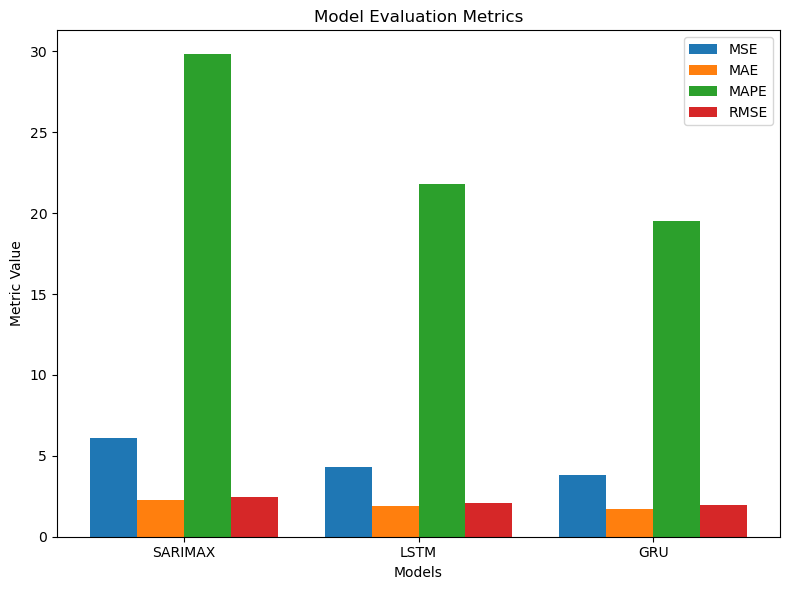 Model Evaluation Metrics
MSE
MAE
MAPE
RMSE
30
25
20
15
10
5
0
Metric Value
SARIMAX
LSTM
GRU
Models